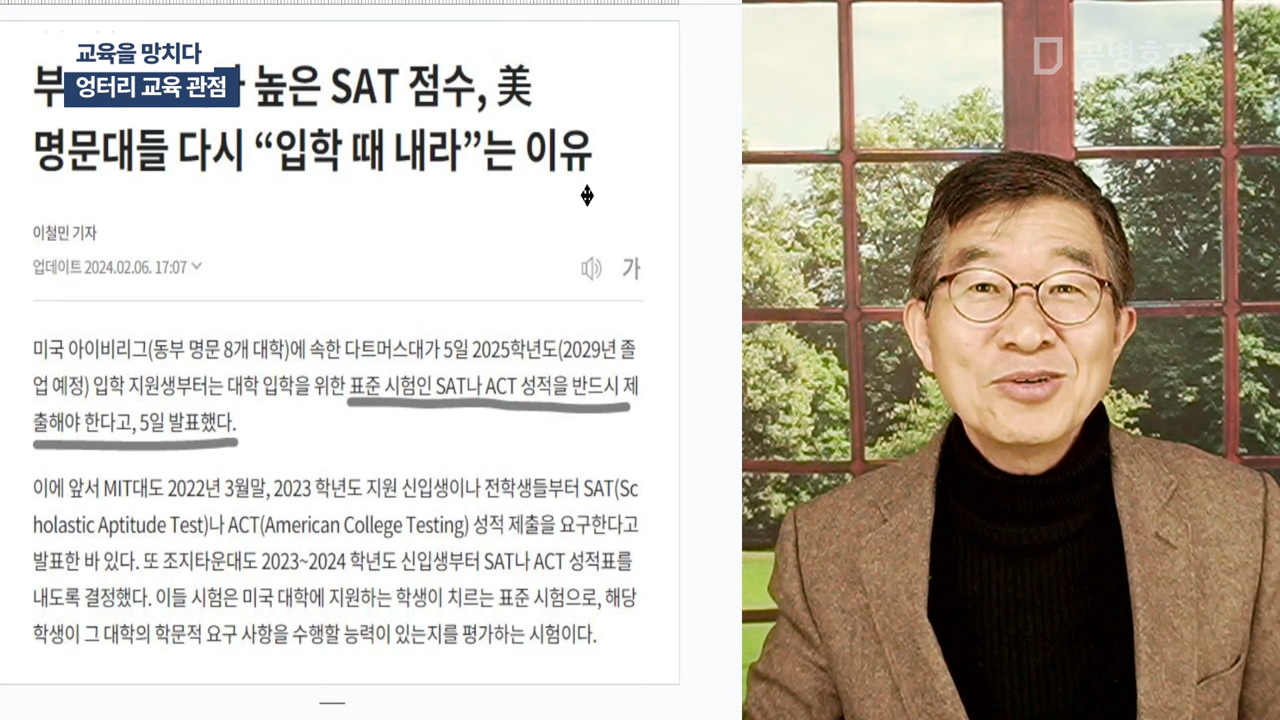 교육을 망치다
엉터리 교육 관점
부 높은 SAT 점수, 美
명문대들 다시 “입학 때 내라”는 이유
이철민 기자
업데이트 2024.02.06. 17:07
가
미국 아이비리그(동부 명문 8개 대학)에 속한 다트머스대가 5일 2025학년도(2029년 졸
업 예정) 입학 지원생부터는 대학 입학을 위한 표준 시험인 SAT나 ACT 성적을 반드시 제
출해야 한다고, 5일 발표했다.
이에 앞서 MIT대도 2022년 3월말, 2023 학년도 지원 신입생이나 전학생들부터 SAT(Sc
holastic Aptitude Test)나 ACT(American College Testing) 성적 제출을 요구한다고
발표한 바 있다. 또 조지타운대도 2023~2024 학년도 신입생부터 SAT나 ACT 성적표를
내도록 결정했다. 이들 시험은 미국 대학에 지원하는 학생이 치르는 표준 시험으로, 해당
학생이 그 대학의 학문적 요구 사항을 수행할 능력이 있는지를 평가하는 시험이다.
공병호